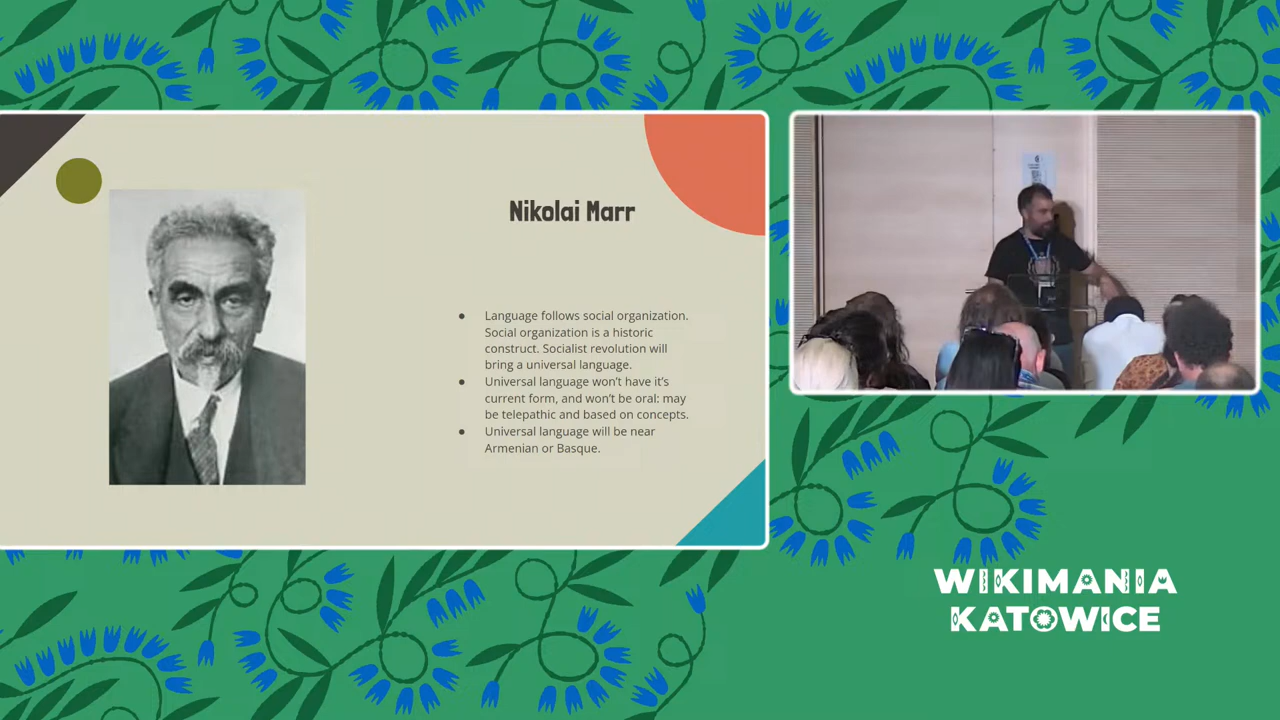 Nikolai Marr
● Language follows social organization.
Social organization is a historic
construct. Socialist revolution will
bring a universal language.
● Universal language won't have it's
current form, and won't be oral: may
be telepathic and based on concepts.
● Universal language will be near
Armenian or Basque.
WIKIMANIA
KATOWICE